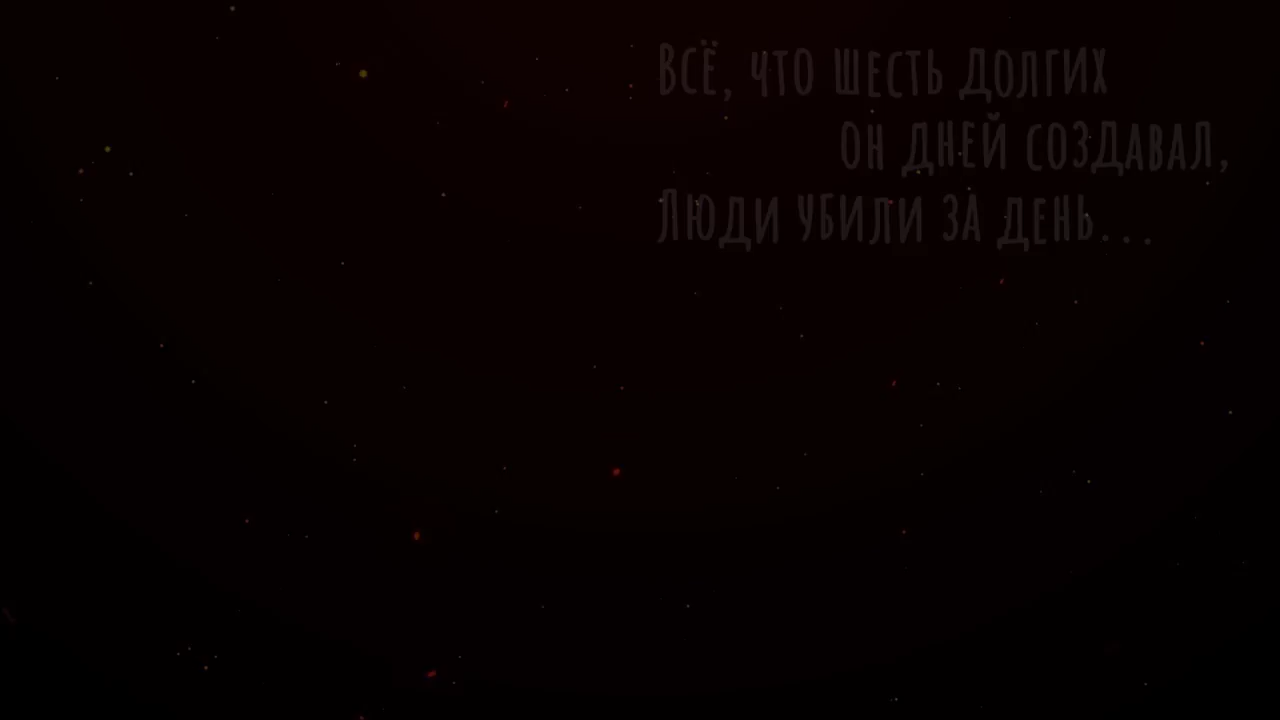 Всё, что шесть долгих
он дней создавал,
Люди убили за день...